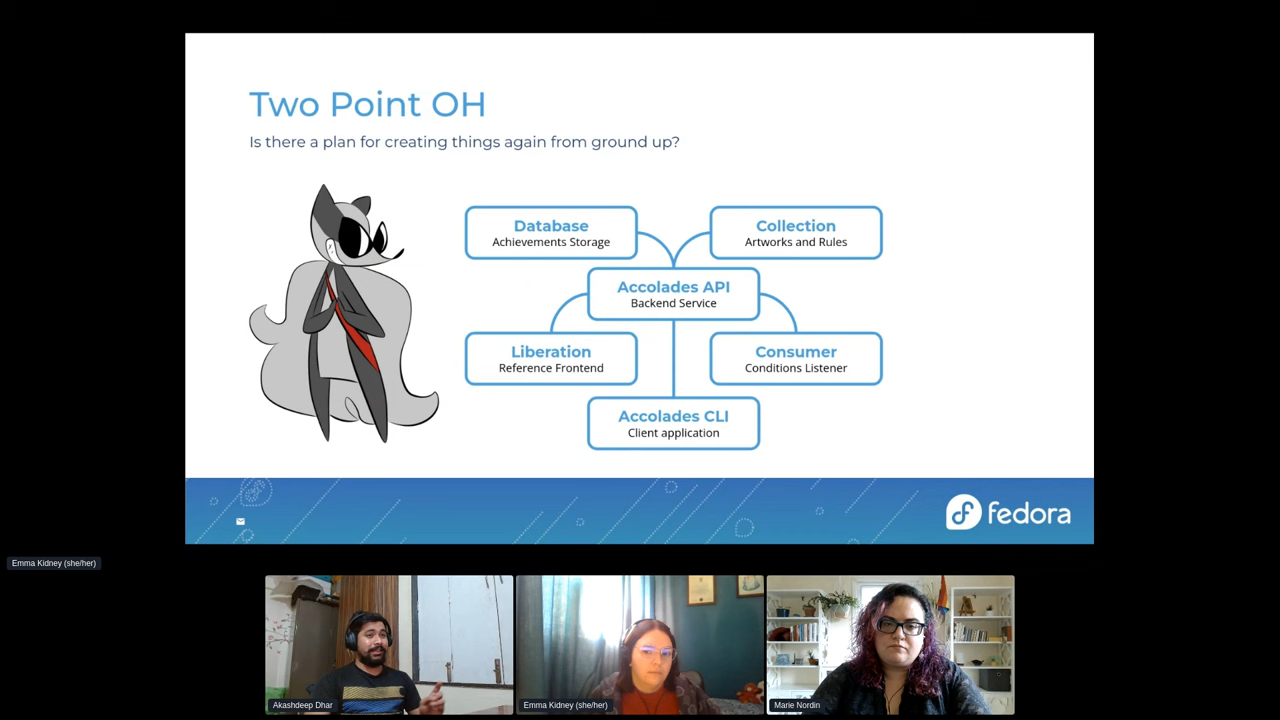 Two Point OH
Is there a plan for creating things again from ground up?
Database
Achievements Storage
Collection
Artworks and Rules
Accolades API
Backend Service
Liberation
Reference Frontend
Consumer
Conditions Listener
Accolades CLI
Client application
fedora
Emma Kidney (she/her)
Akashdeep Dhar
Emma Kidney (she/her)
Marie Nordin